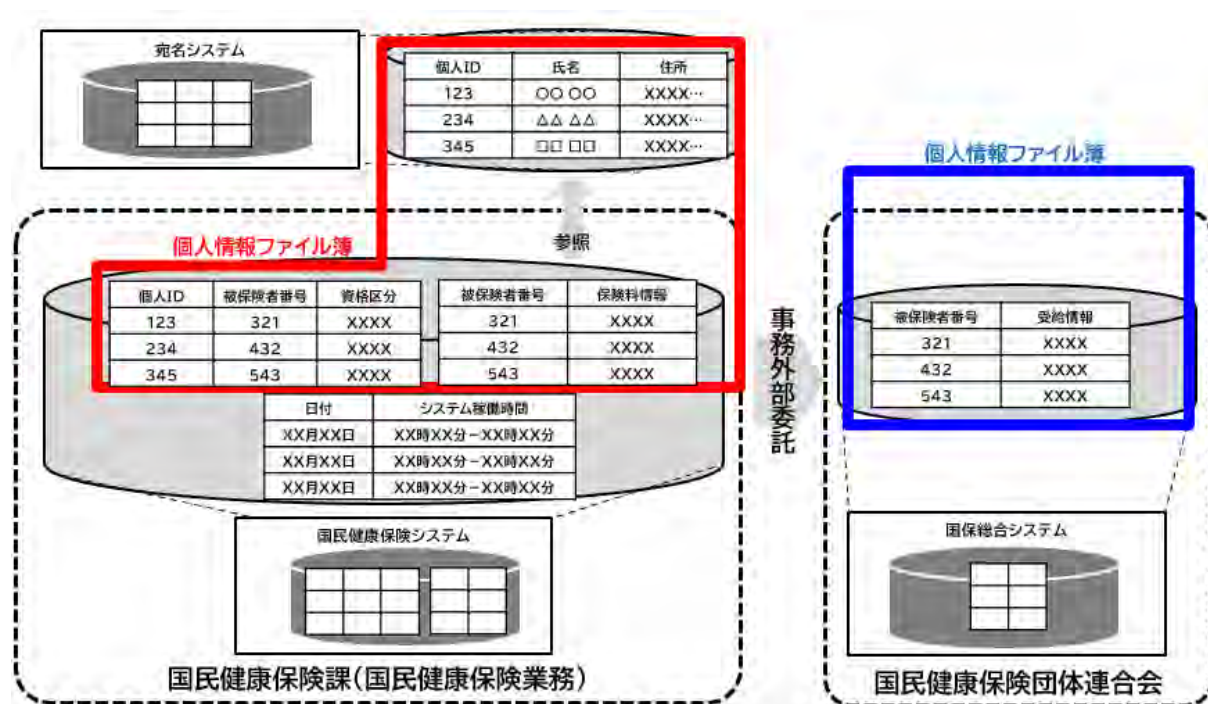 宛名システム
個人ID 氏名 住所
123 〇〇 〇〇 XXXX…
234 △△ △△ XXXX…
345 □□ □□ XXXX…
参照
個人情報ファイル簿
個人ID 被保険者番号 資格区分
123 321 XXXX
234 432 XXXX
345 543 XXXX
被保険者番号 保険料情報
321 XXXX
432 XXXX
543 XXXX
日付 システム稼働時間
XX月XX日 XX時XX分-XX時XX分
XX月XX日 XX時XX分-XX時XX分
XX月XX日 XX時XX分-XX時XX分
国民健康保険システム
国民健康保険課(国民健康保険業務)
事務外部委託
個人情報ファイル簿
被保険者番号 受給情報
321 XXXX
432 XXXX
543 XXXX
国保総合システム
国民健康保険団体連合会